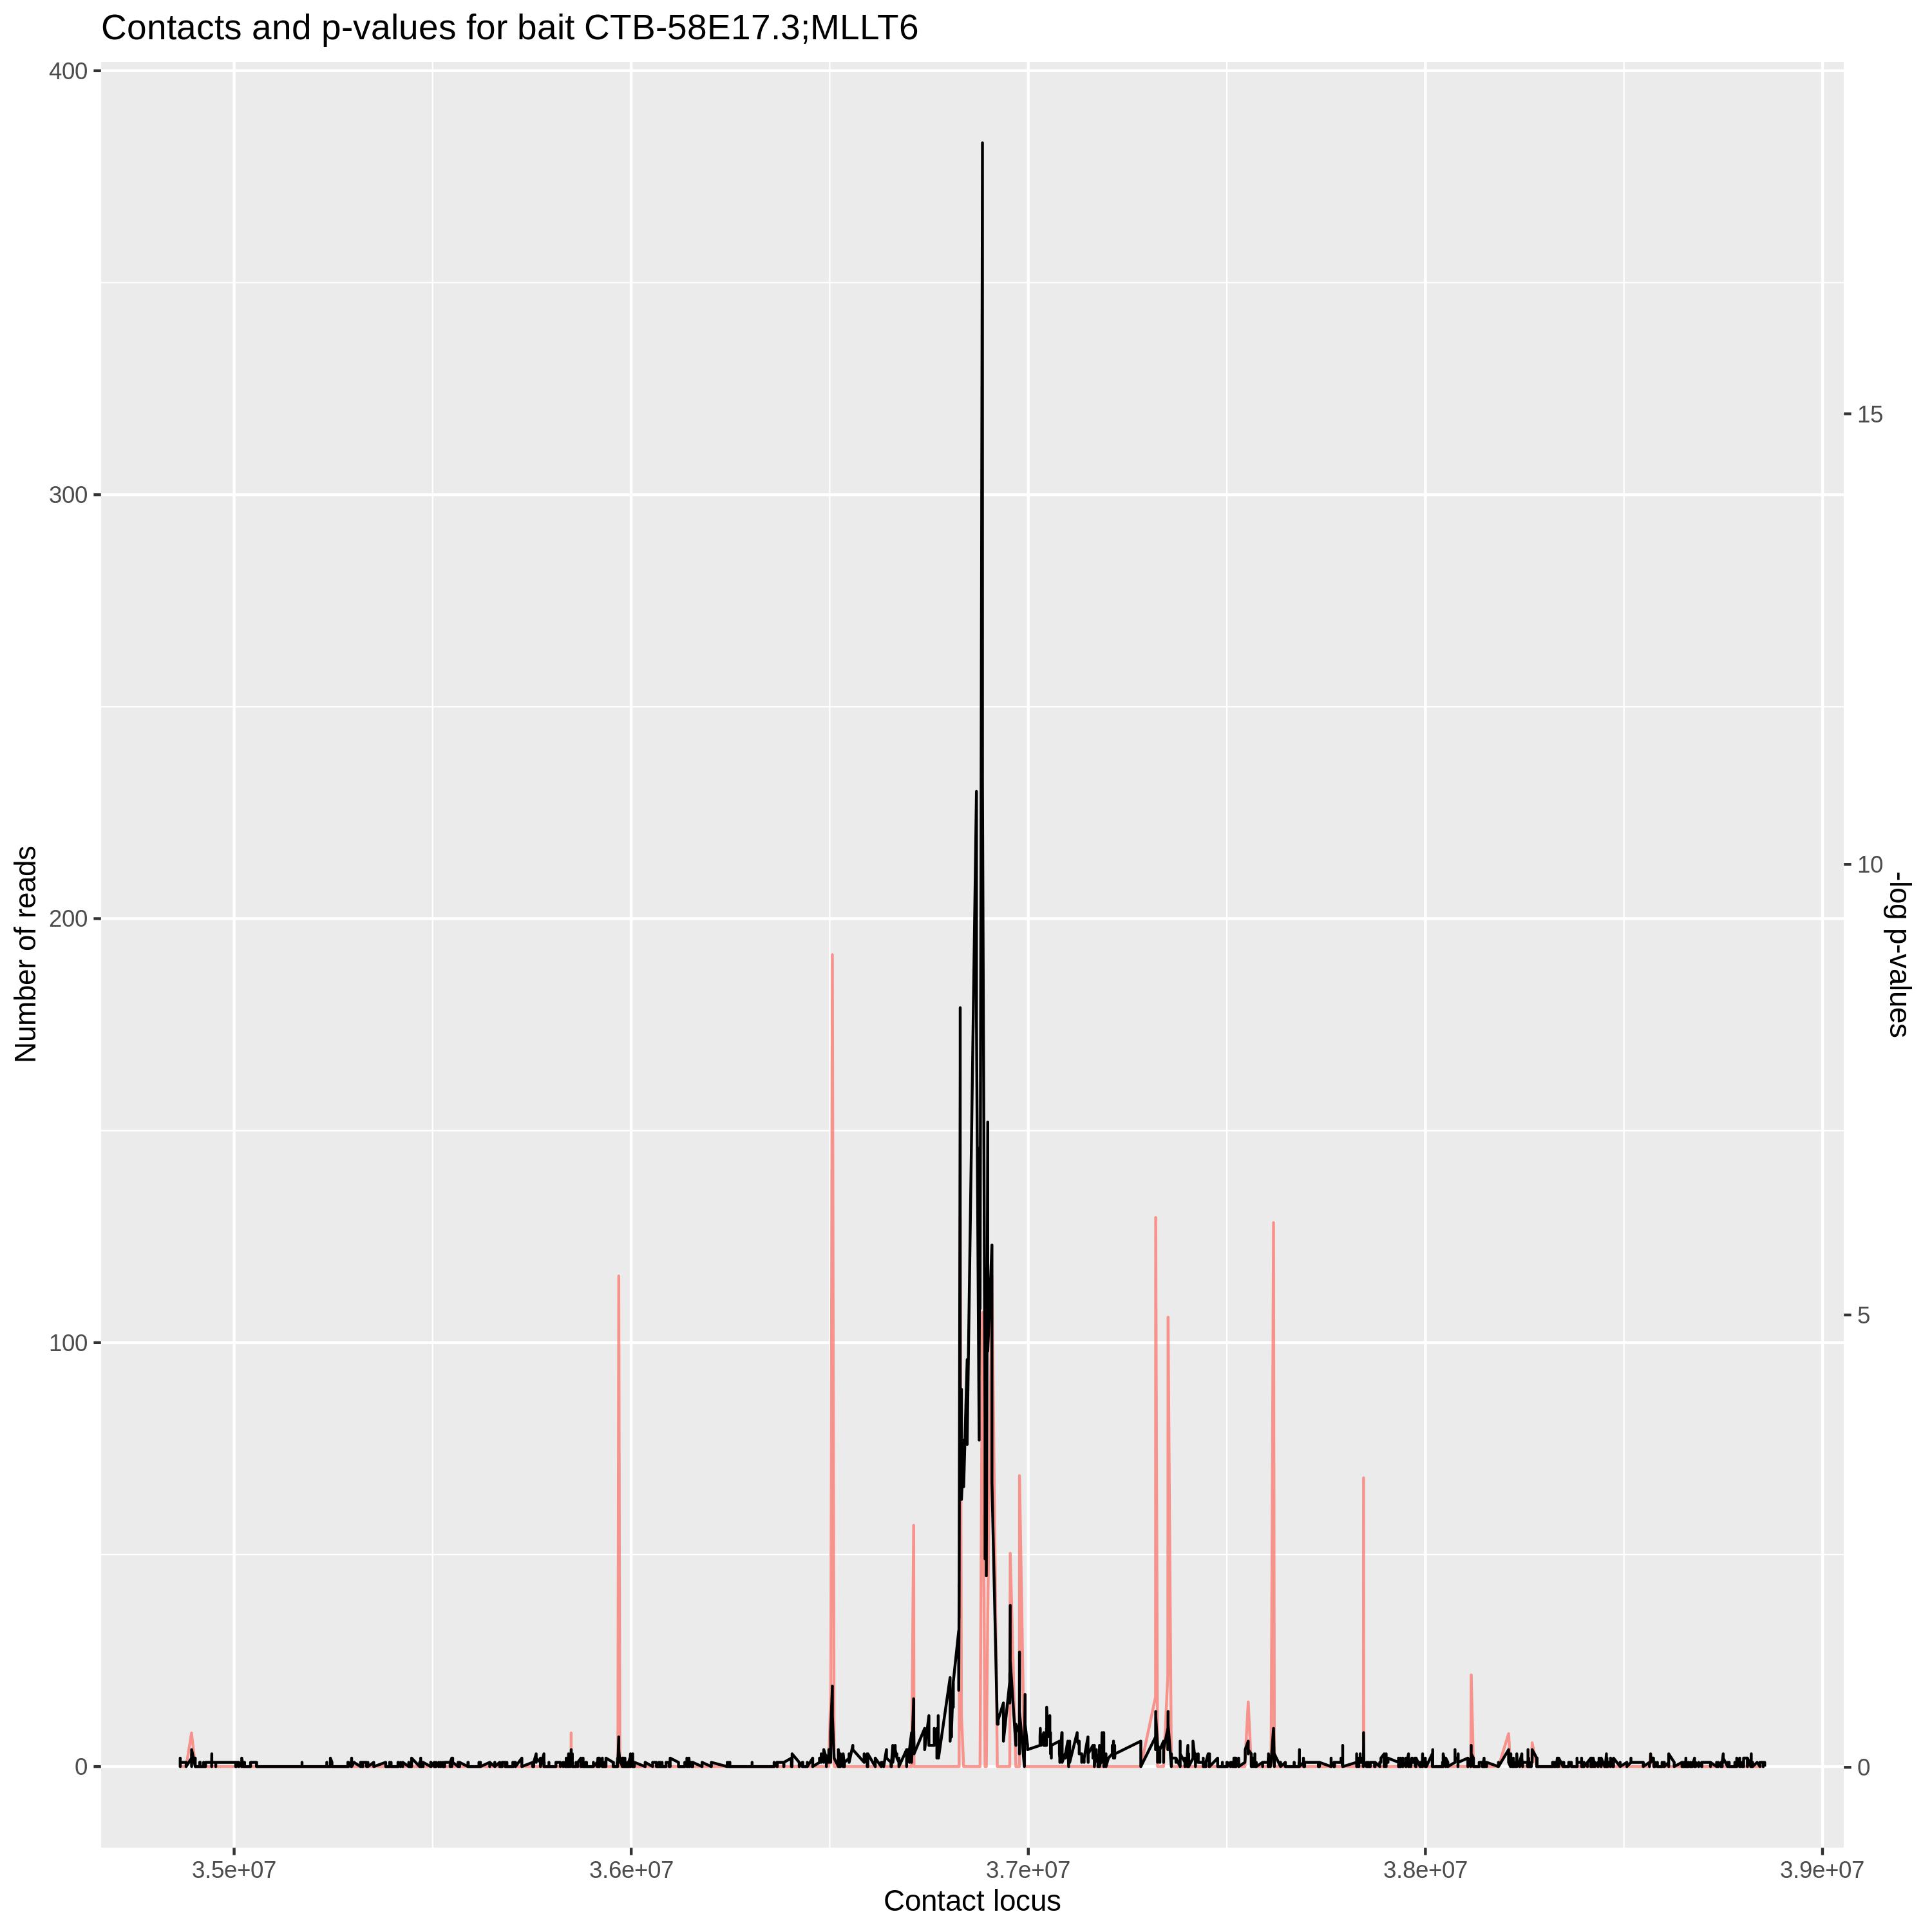 Contacts and p-values for bait CTB-58E17.3;MLLT6
400
300
200
100
0
Number of reads
15
10
5
0
-log p-values
3.5e+07
3.6e+07
3.7e+07
3.8e+07
3.9e+07
Contact locus